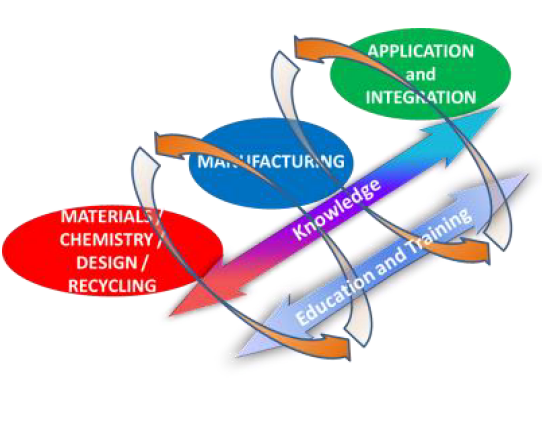 APPLICATION
and
INTEGRATION
MANUFACTURING
MATERIALS /
CHEMISTRY /
DESIGN /
RECYCLING
Knowledge
Education and Training